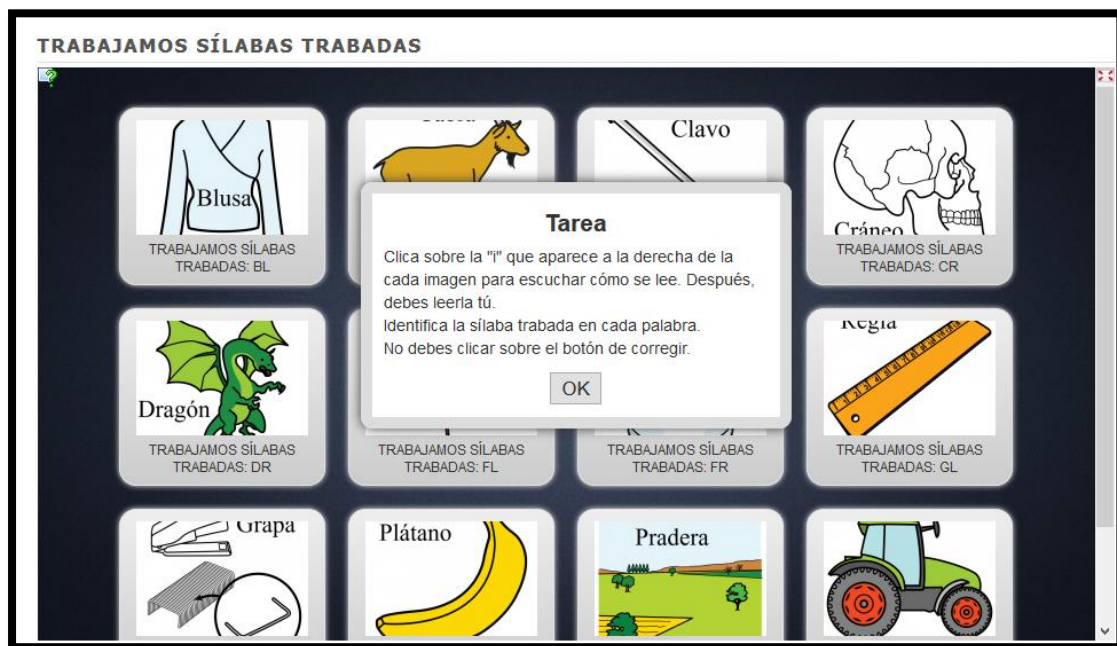 TRABAJAMOS SÍLABAS TRABADAS
Blusa
TRABAJAMOS SÍLABAS
TRABADAS: BL
Clavo
Cráneo
TRABAJAMOS SÍLABAS
TRABADAS: CR
Tarea
Clica sobre la "i" que aparece a la derecha de la
cada imagen para escuchar cómo se lee. Después,
debes leerla tú.
Identifica la sílaba trabada en cada palabra.
No debes clicar sobre el botón de corregir.
OK
Dragón
TRABAJAMOS SÍLABAS
TRABADAS: DR
TRABAJAMOS SÍLABAS
TRABADAS: FL
TRABAJAMOS SÍLABAS
TRABADAS: FR
Regla
TRABAJAMOS SÍLABAS
TRABADAS: GL
Grapa
Plátano
Pradera